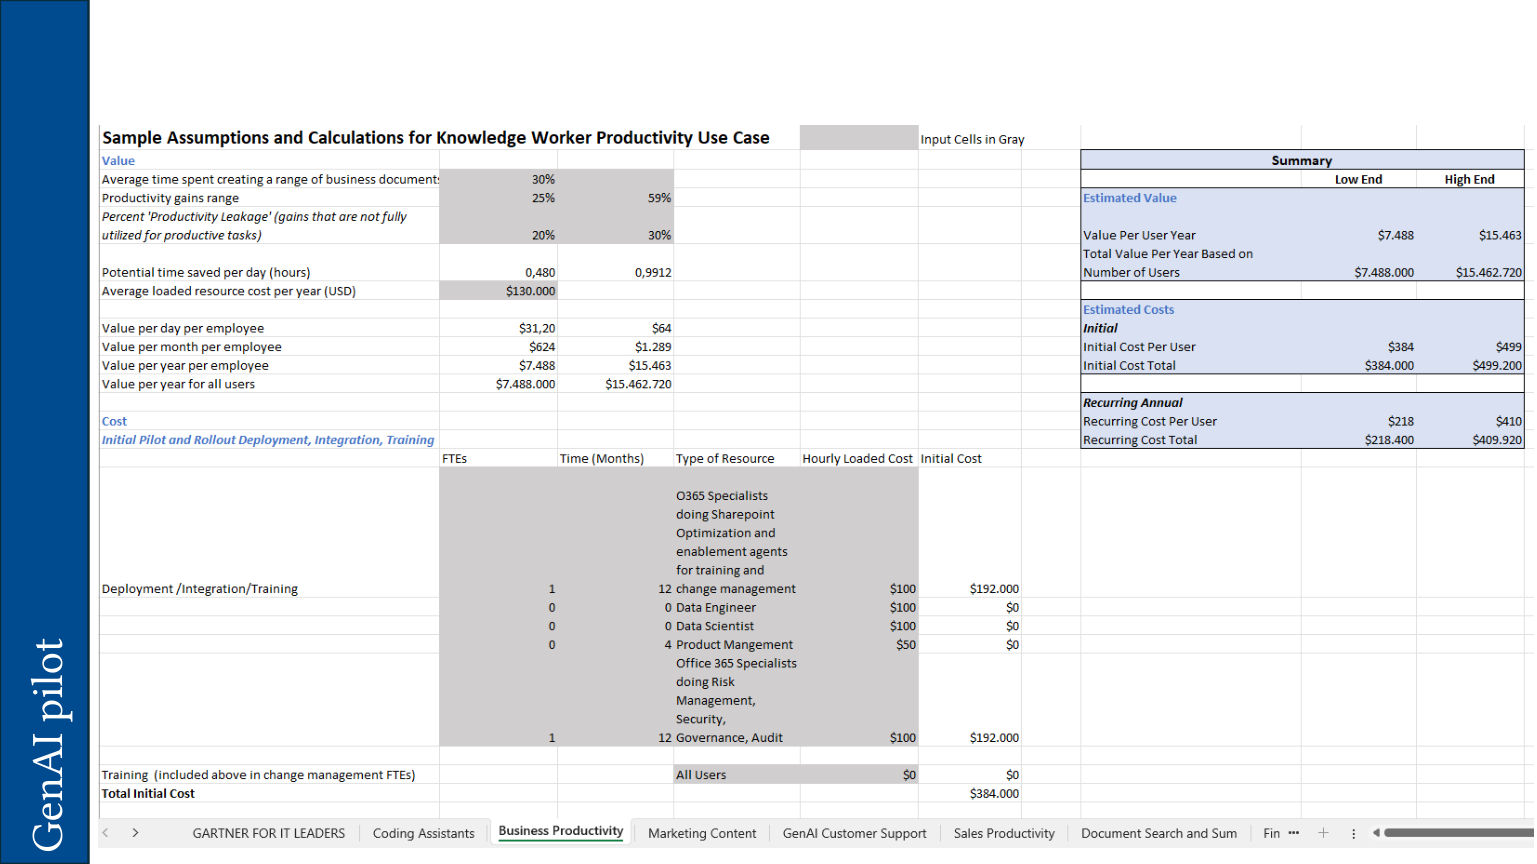 GenAI pilot
Sample Assumptions and Calculations for Knowledge Worker Productivity Use Case
Input Cells in Gray
Value
Average time spent creating a range of business documents 30%
Productivity gains range 25% 59%
Percent 'Productivity Leakage' (gains that are not fully
utilized for productive tasks) 20% 30%
Potential time saved per day (hours) 0,480 0,9912
Average loaded resource cost per year (USD) $130.000
Value per day per employee $31,20 $64
Value per month per employee $624 $1.289
Value per year per employee $7.488 $15.463
Value per year for all users $7.488.000 $15.462.720
Cost
Initial Pilot and Rollout Deployment, Integration, Training
FTEs Time (Months) Type of Resource Hourly Loaded Cost Initial Cost
O365 Specialists
doing Sharepoint
Optimization and
enablement agents
for training and
Deployment /Integration/Training 1 12 change management $100 $192.000
0 0 Data Engineer $100 $0
0 0 Data Scientist $100 $0
0 4 Product Mangement $50 $0
Office 365 Specialists
doing Risk
Management,
Security,
1 12 Governance, Audit $100 $192.000
Training (included above in change management FTEs) All Users $0 $0
Total Initial Cost $384.000
Summary
Low End High End
Estimated Value
Value Per User Year $7.488 $15.463
Total Value Per Year Based on
Number of Users $7.488.000 $15.462.720
Estimated Costs
Initial
Initial Cost Per User $384 $499
Initial Cost Total $384.000 $499.200
Recurring Annual
Recurring Cost Per User $218 $410
Recurring Cost Total $218.400 $409.920
GARTNER FOR IT LEADERS Coding Assistants Business Productivity Marketing Content GenAI Customer Support Sales Productivity Document Search and Sum Fin ···